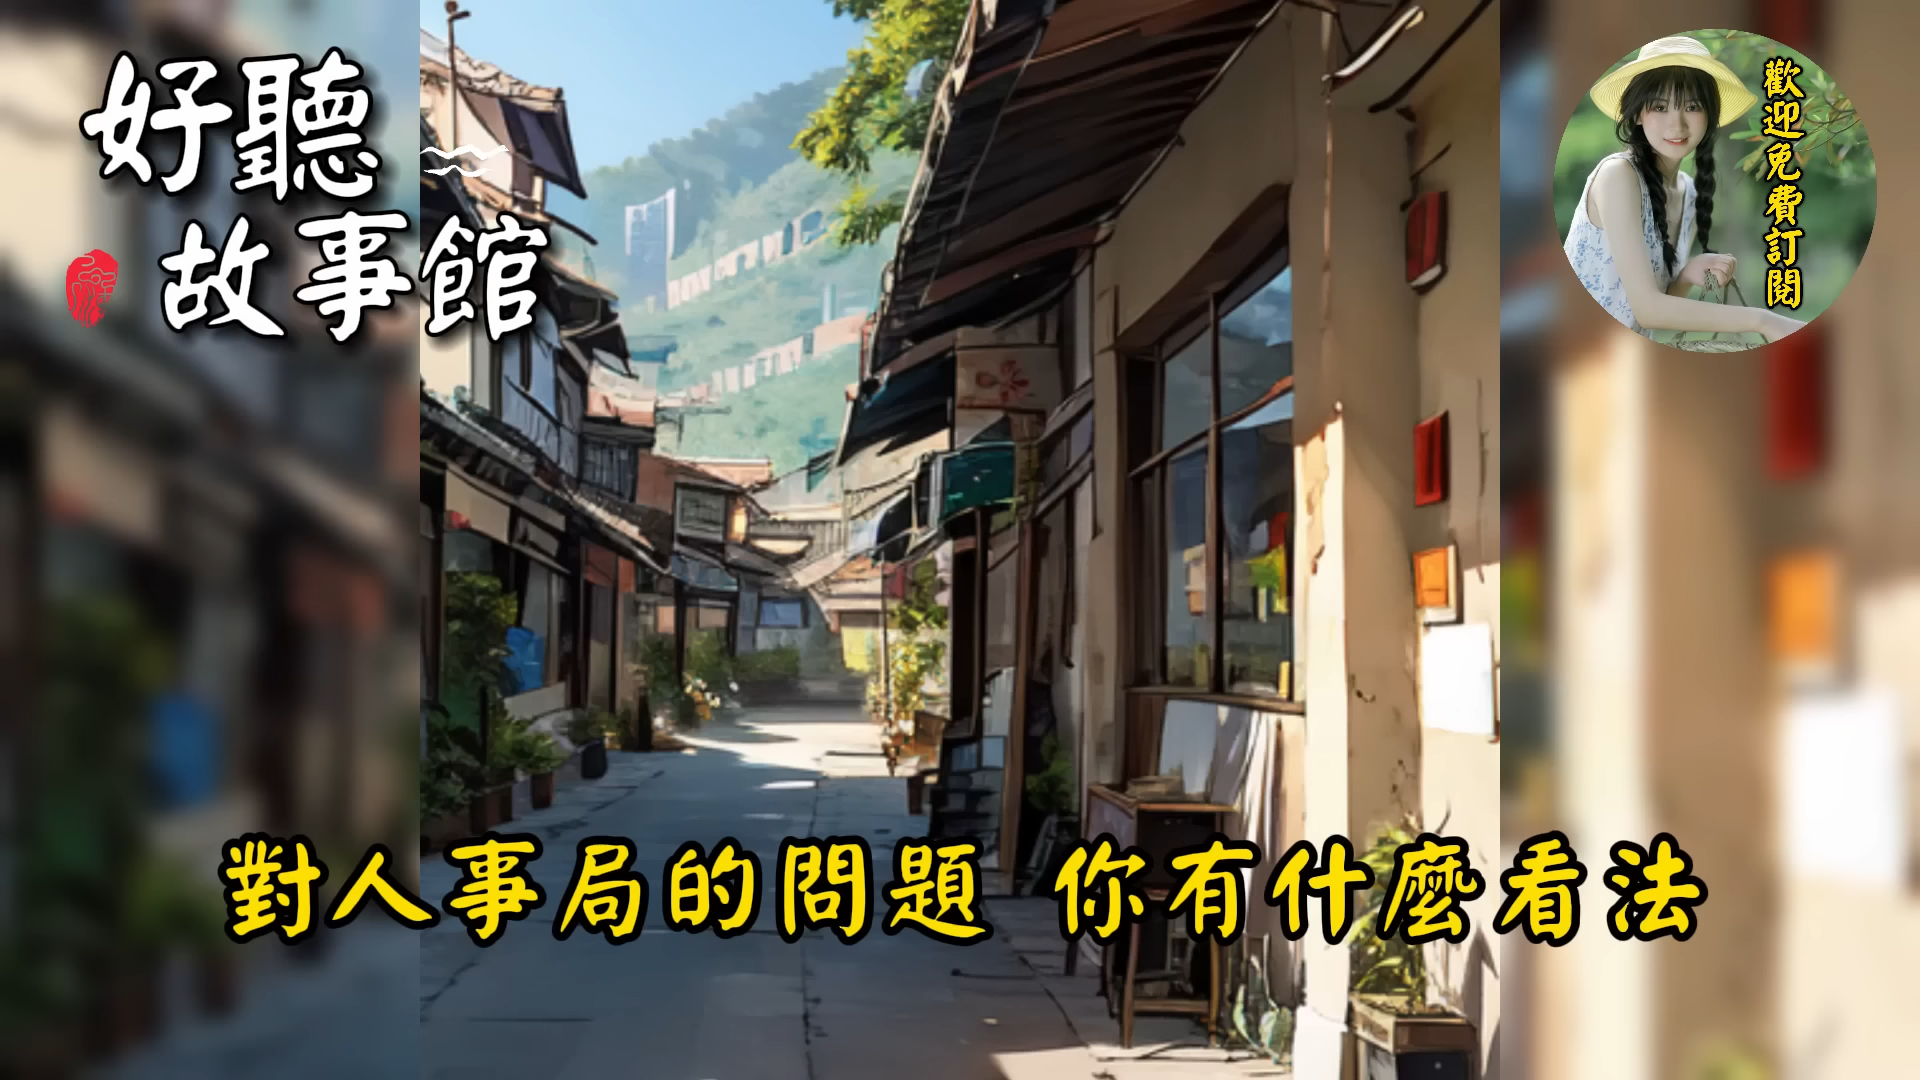 好聽
故事館
歡迎免費訂閱
對人事局的問題 你有什麼看法